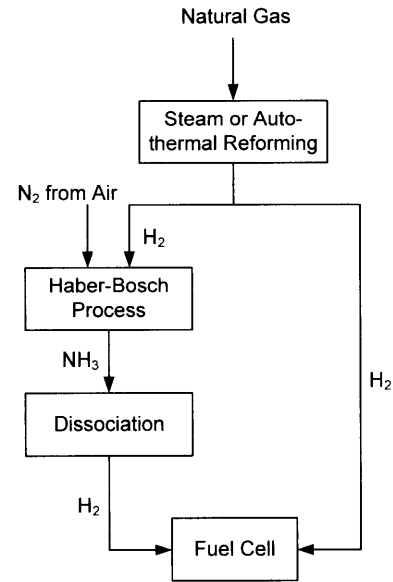 Natural Gas
Steam or Auto-
thermal Reforming
N₂ from Air
H₂
Haber-Bosch
Process
NH₃
H₂
Dissociation
H₂
Fuel Cell